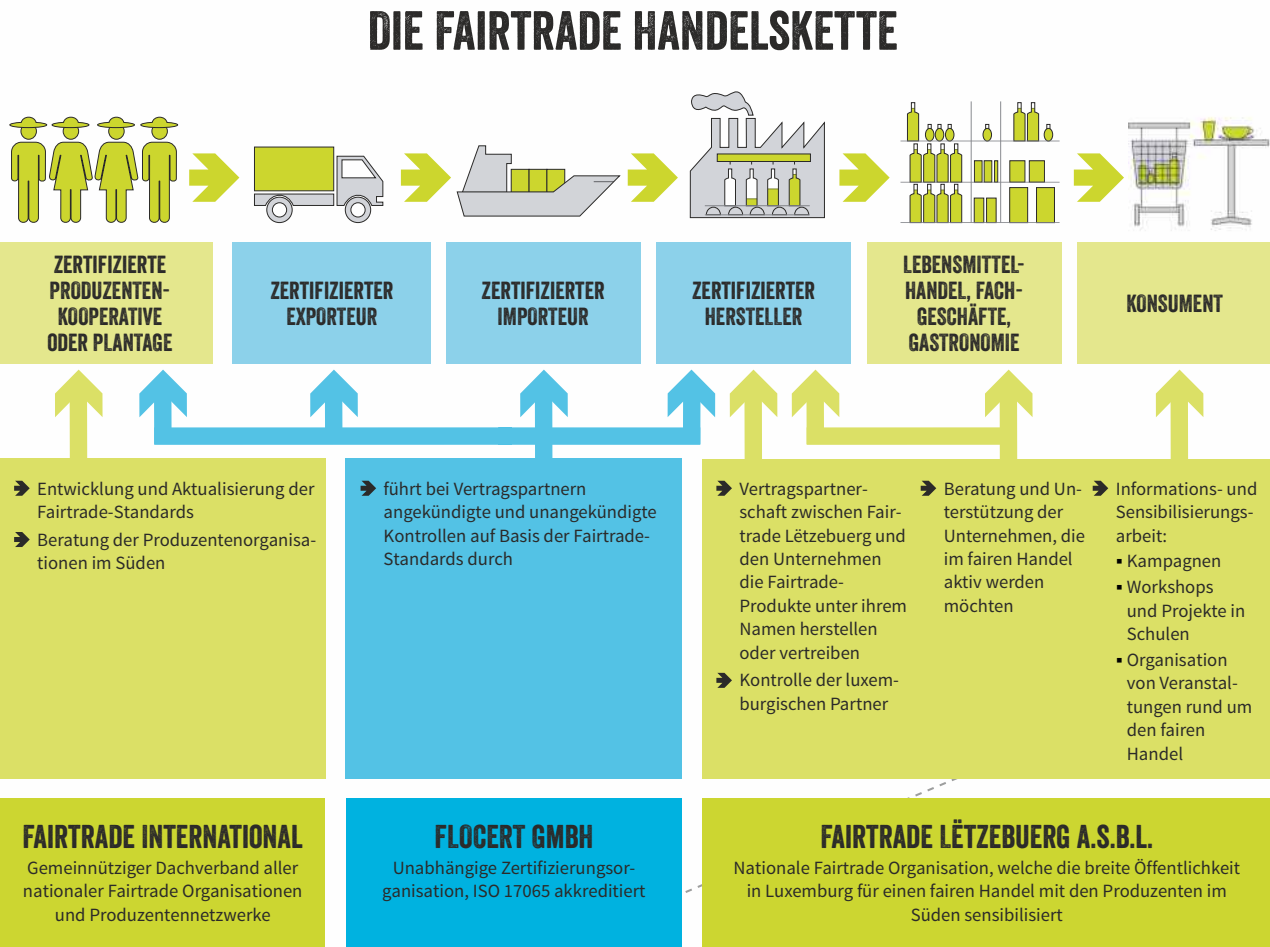 DIE FAIRTRADE HANDELSKETTE
ZERTIFIZIERTE
PRODUZENTEN-
KOOPERATIVE
ODER PLANTAGE
ZERTIFIZIERTER
EXPORTEUR
ZERTIFIZIERTER
IMPORTEUR
ZERTIFIZIERTER
HERSTELLER
LEBENSMITTEL-
HANDEL, FACH-
GESCHÄFTE,
GASTRONOMIE
KONSUMENT
Entwicklung und Aktualisierung der
Fairtrade-Standards
Beratung der Produzentenorganisa-
tionen im Süden
führt bei Vertragspartnern
angekündigte und unangekündigte
Kontrollen auf Basis der Fairtrade-
Standards durch
Vertragspartner-
schaft zwischen Fair-
trade Lëtzebuerg und
den Unternehmen
die Fairtrade-
Produkte unter ihrem
Namen herstellen
oder vertreiben
Kontrolle der luxem-
burgischen Partner
Beratung und Un-
terstützung der
Unternehmen, die
im fairen Handel
aktiv werden
möchten
Informations- und
Sensibilisierungs-
arbeit:
▪ Kampagnen
▪ Workshops
und Projekte in
Schulen
▪ Organisation
von Veranstal-
tungen rund um
den fairen
Handel
FAIRTRADE INTERNATIONAL
Gemeinnütziger Dachverband aller
nationaler Fairtrade Organisationen
und Produzentennetzwerke
FLOCERT GMBH
Unabhängige Zertifizierungsor-
ganisation, ISO 17065 akkreditiert
FAIRTRADE LËTZEBUERG A.S.B.L.
Nationale Fairtrade Organisation, welche die breite Öffentlichkeit
in Luxemburg für einen fairen Handel mit den Produzenten im
Süden sensibilisiert